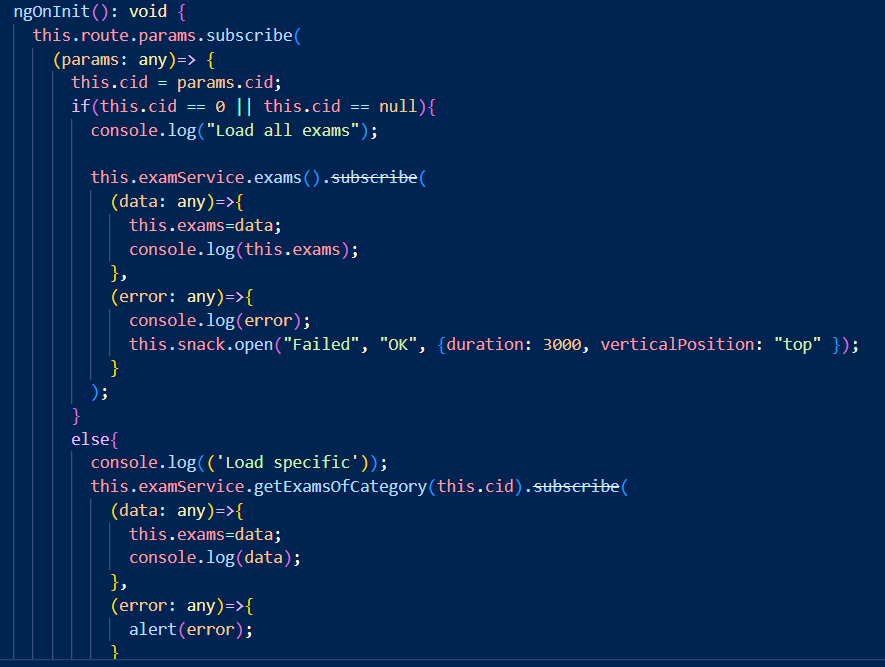 ngOnInit(): void {
this.route.params.subscribe(
(params: any)=> {
this.cid = params.cid;
if(this.cid == 0 || this.cid == null){
console.log("Load all exams");
this.examService.exams().subscribe(
(data: any)=>{
this.exams=data;
console.log(this.exams);
},
(error: any)=>{
console.log(error);
this.snack.open("Failed", "OK", {duration: 3000, verticalPosition: "top" });
}
);
}
else{
console.log(('Load specific'));
this.examService.getExamsOfCategory(this.cid).subscribe(
(data: any)=>{
this.exams=data;
console.log(data);
},
(error: any)=>{
alert(error);
}